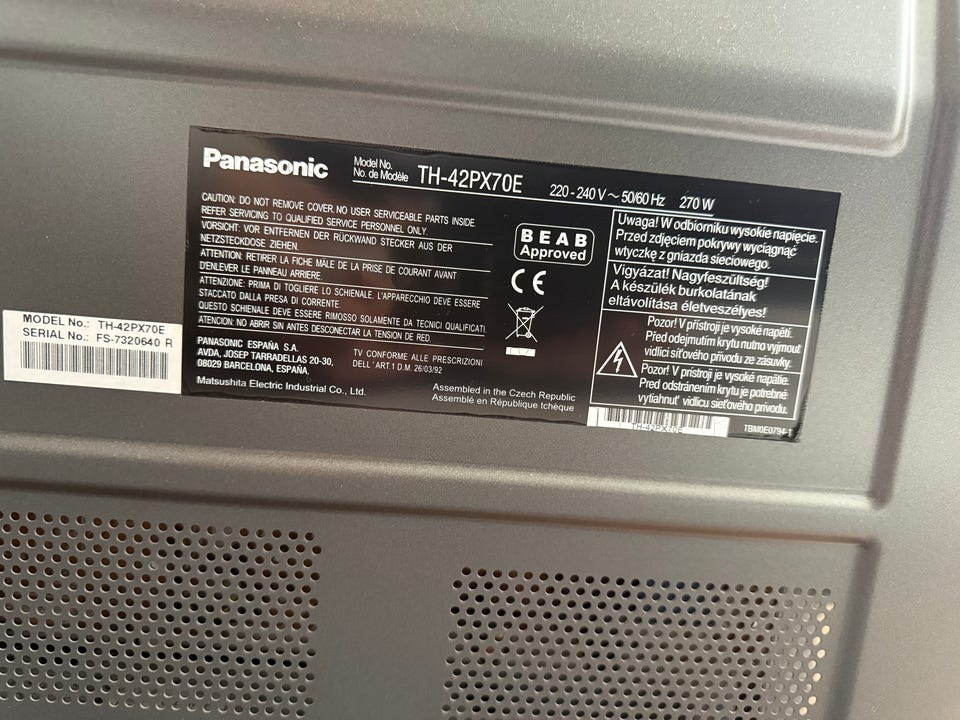 Panasonic
Model No.
No. de Modèle
TH-42PX70E
220 - 240 V ~ 50/60 Hz 270 W
CAUTION: DO NOT REMOVE COVER. NO USER SERVICEABLE PARTS INSIDE.
REFER SERVICING TO QUALIFIED SERVICE PERSONNEL ONLY.
VORSICHT: VOR ENTFERNEN DER RÜCKWAND STECKER AUS DER
NETZSTECKDOSE ZIEHEN.
ATTENTION: RETIRER LA FICHE MÂLE DE LA PRISE DE COURANT AVANT
D'ENLEVER LE PANNEAU ARRIERE.
ATTENZIONE: PRIMA DI TOGLIERE LO SCHIENALE, L'APPARECCHIO DEVE ESSERE
STACCATO DALLA PRESA DI CORRENTE.
QUESTO SCHIENALE DEVE ESSERE RIMOSSO SOLAMENTE DA TECNICI QUALIFICATI.
ATENCION: NO ABRIR SIN ANTES DESCONECTAR LA TENSION DE RED.
PANASONIC ESPAÑA S.A.
AVDA, JOSEP TARRADELLAS 20-30,
08029 BARCELONA, ESPAÑA.
TV CONFORME ALLE PRESCRIZIONI
DELL 'ART.1 D.M. 26/03/92
Matsushita Electric Industrial Co., Ltd.
Assembled in the Czech Republic
Assemblé en République tchèque
BEAB
Approved
CE
Uwaga! W odbiorniku wysokie napięcie.
Przed zdjęciem pokrywy wyciągnąć
wtyczkę z gniazda sieciowego.
Vigyázat! Nagyfeszültség!
A készülék burkolatának
eltávolítása életveszélyes!
Pozor! V přístroji je vysoké napětí.
Před odejmutím krytu nutno vyjmout
vidlici síťového přívodu ze zásuvky.
Pozor! V prístroji je vysoké napätie.
Pred odstránením krytu je potrebné
vytiahnuť vidlicu sieťového prívodu.
TH-42PX70E
TBM0E0794-1
MODEL No.: TH-42PX70E
SERIAL No.: FS-7320640 R